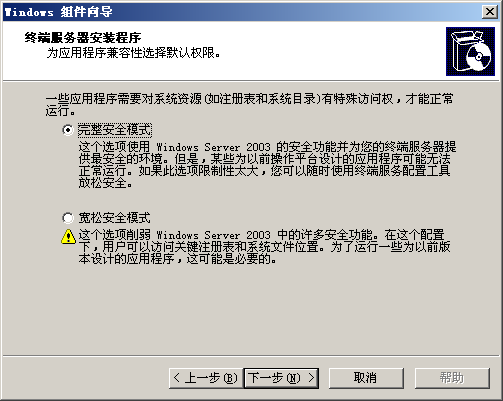 Windows 组件向导
终端服务器安装程序
为应用程序兼容性选择默认权限。
一些应用程序需要对系统资源(如注册表和系统目录)有特殊访问权，才能正常
运行。
完整安全模式
这个选项使用 Windows Server 2003 的安全功能并为您的终端服务器提
供最安全的环境。但是，某些为以前操作平台设计的应用程序可能无法
正常运行。如果此选项限制性太大，您可以随时使用终端服务配置工具
放松安全。
宽松安全模式
这个选项削弱 Windows Server 2003 中的许多安全功能。在这个配置
下，用户可以访问关键注册表和系统文件位置。为了运行一些为以前版
本设计的应用程序，这可能是必要的。
< 上一步(B) 下一步(N) > 取消 帮助